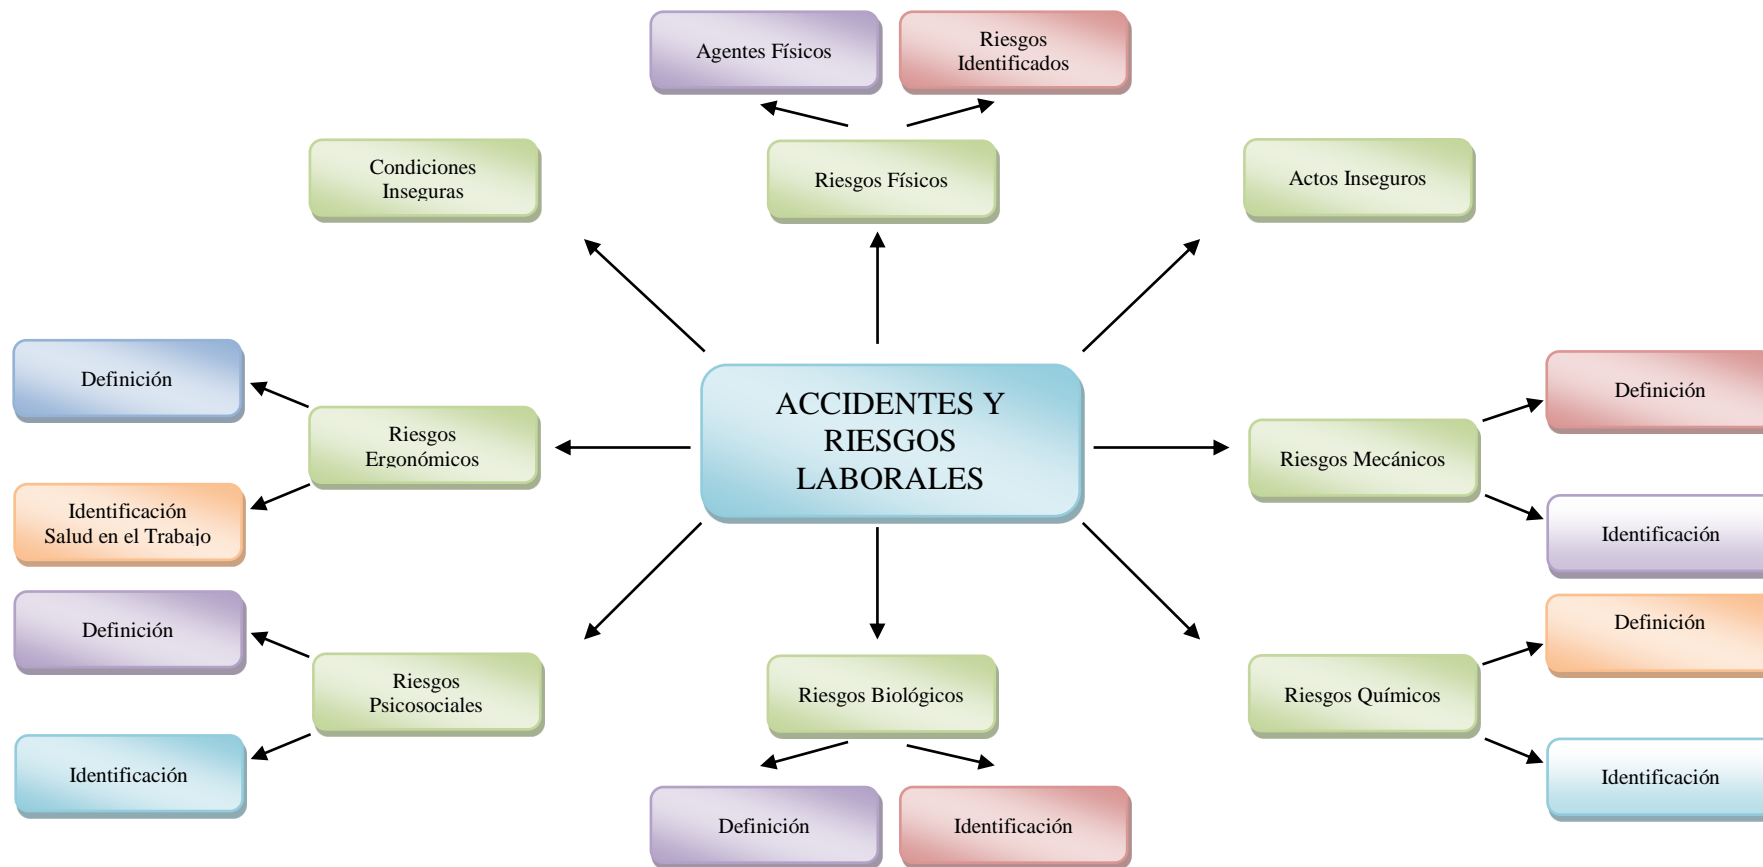 Agentes Físicos
Riesgos
Identificados
Condiciones
Inseguras
Riesgos Físicos
Actos Inseguros
Definición
Riesgos
Ergonómicos
Identificación
Salud en el Trabajo
ACCIDENTES Y
RIESGOS
LABORALES
Riesgos Mecánicos
Definición
Identificación
Definición
Riesgos
Psicosociales
Identificación
Riesgos Biológicos
Definición
Identificación
Riesgos Químicos
Definición
Identificación